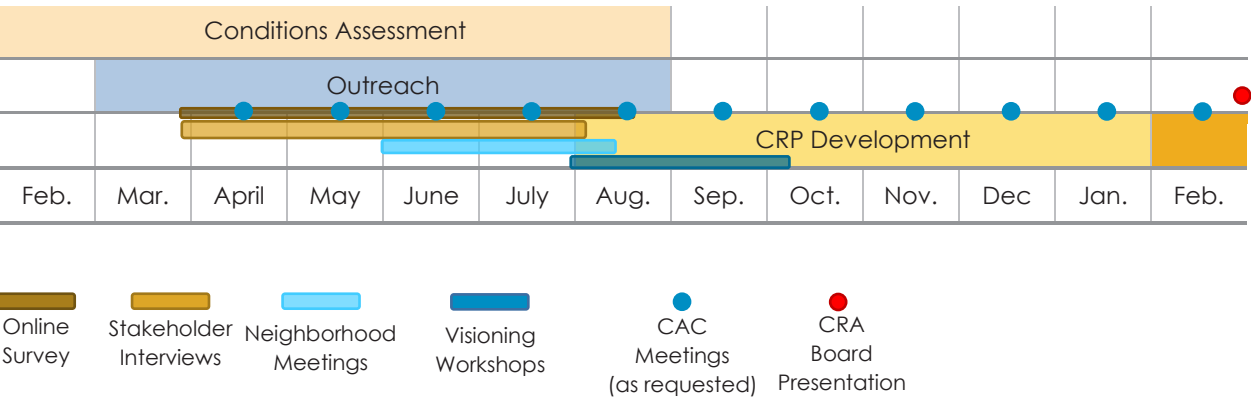 Conditions Assessment
Outreach
CRP Development
Feb. Mar. April May June July Aug. Sep. Oct. Nov. Dec Jan. Feb.
Online
Survey
Stakeholder
Interviews
Neighborhood
Meetings
Visioning
Workshops
CAC
Meetings
(as requested)
CRA
Board
Presentation